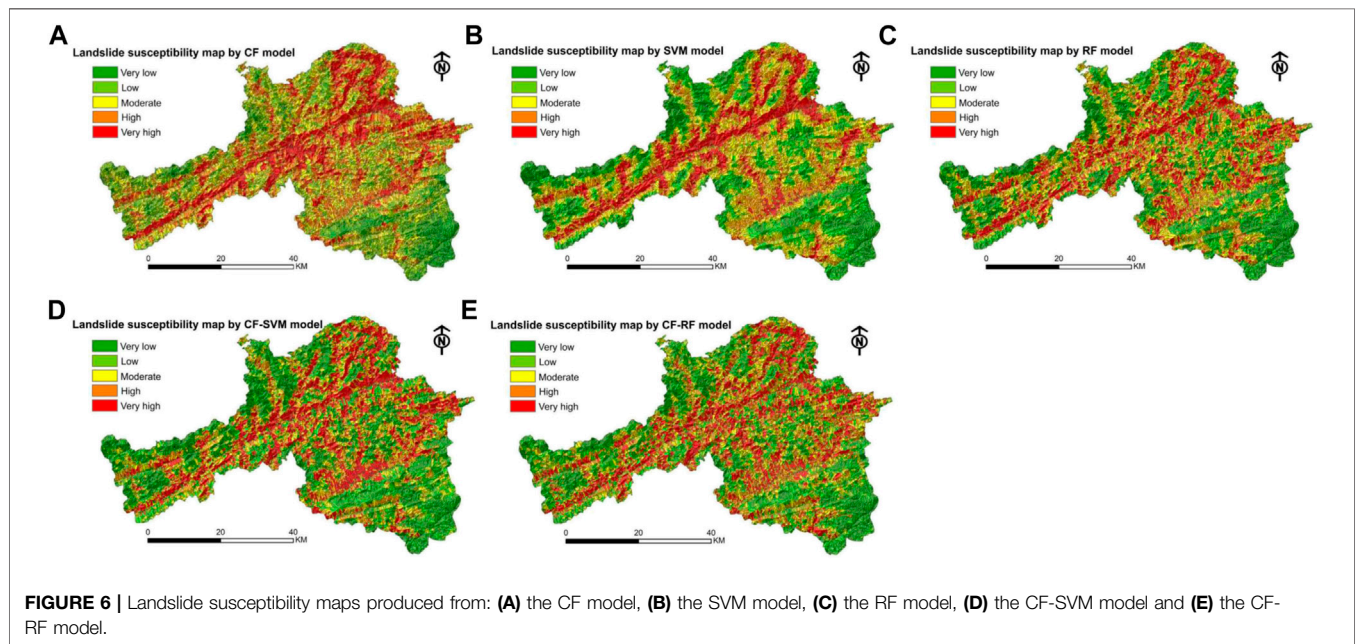 A
Landslide susceptibility map by CF model
Very low
Low
Moderate
High
Very high
N
0 20 40
KM
B
Landslide susceptibility map by SVM model
Very low
Low
Moderate
High
Very high
N
0 20 40
KM
C
Landslide susceptibility map by RF model
Very low
Low
Moderate
High
Very high
N
0 20 40
KM
D
Landslide susceptibility map by CF-SVM model
Very low
Low
Moderate
High
Very high
N
0 20 40
KM
E
Landslide susceptibility map by CF-RF model
Very low
Low
Moderate
High
Very high
N
0 20 40
KM
FIGURE 6 | Landslide susceptibility maps produced from: (A) the CF model, (B) the SVM model, (C) the RF model, (D) the CF-SVM model and (E) the CF-
RF model.